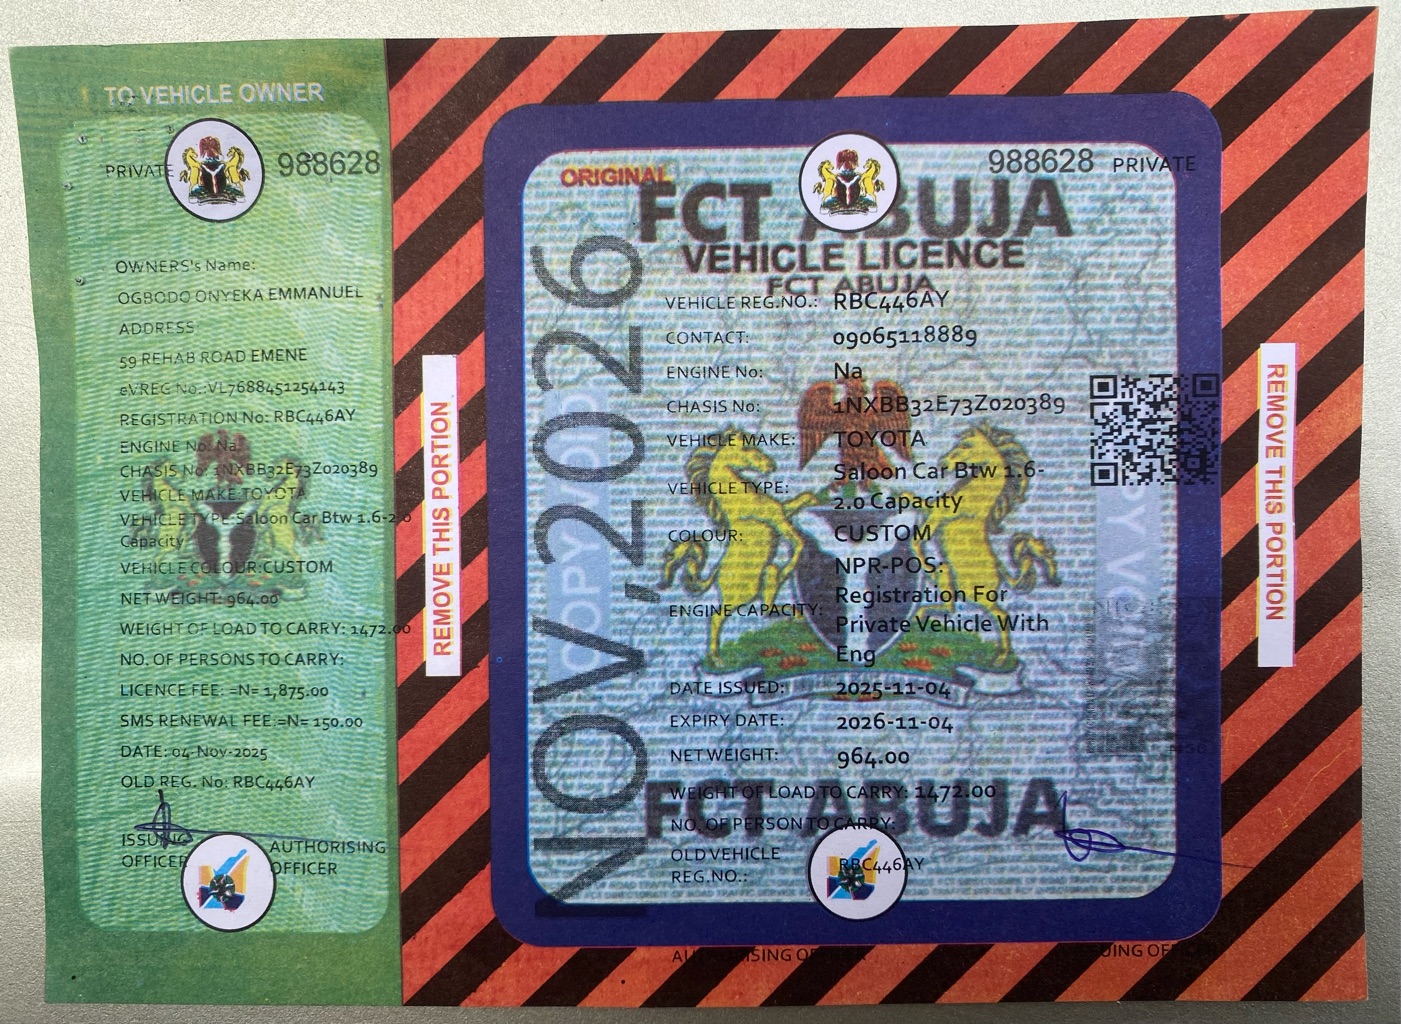 TO VEHICLE OWNER
PRIVATE 988628
OWNERS's Name:
OGBODO ONYEKA EMMANUEL
ADDRESS
59 REHAB ROAD EMENE
eVREG No.:VL7688451254143
REGISTRATION No: RBC446AY
ENGINE No: Na
CHASIS No: 1NXBB32E73Z020389
VEHICLE MAKE:TOYOTA
VEHICLE TYPE:Saloon Car Btw 1.6-2.0
Capacity
VEHICLE COLOUR:CUSTOM
NET WEIGHT: 964.00
WEIGHT OF LOAD TO CARRY: 1472.00
NO. OF PERSONS TO CARRY:
LICENCE FEE: =N= 1,875.00
SMS RENEWAL FEE:=N= 150.00
DATE: 04-Nov-2025
OLD REG. No: RBC446AY
ISSUING
OFFICER
AUTHORISING
OFFICER
REMOVE THIS PORTION
ORIGINAL
988628 PRIVATE
FCT ABUJA
VEHICLE LICENCE
FCT ABUJA
NOV,2026
VEHICLE REG.NO.: RBC446AY
CONTACT: 09065118889
ENGINE No: Na
CHASIS No: 1NXBB32E73Z020389
VEHICLE MAKE: TOYOTA
VEHICLE TYPE: Saloon Car Btw 1.6-
2.0 Capacity
COLOUR: CUSTOM
ENGINE CAPACITY: NPR-POS:
Registration For
Private Vehicle With
Eng
DATE ISSUED: 2025-11-04
EXPIRY DATE: 2026-11-04
NET WEIGHT: 964.00
WEIGHT OF LOAD TO CARRY: 1472.00
FCT ABUJA
NO. OF PERSON TO CARRY:
OLD VEHICLE
REG.NO.: RBC446AY
AUTHORISING OFFICER
ISSUING OFFICER
COPY VOID
REMOVE THIS PORTION